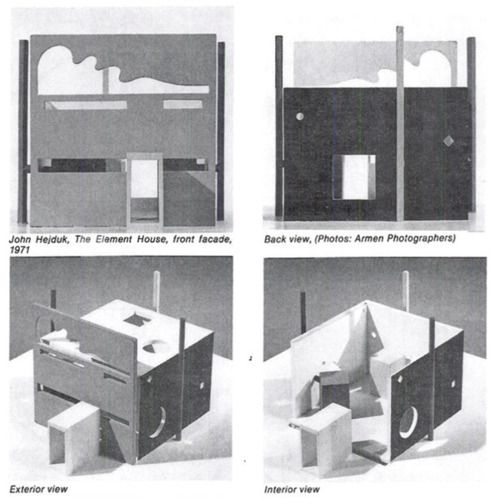 John Hejduk, The Element House, front facade,
1971
Back view, (Photos: Armen Photographers)
Exterior view
Interior view